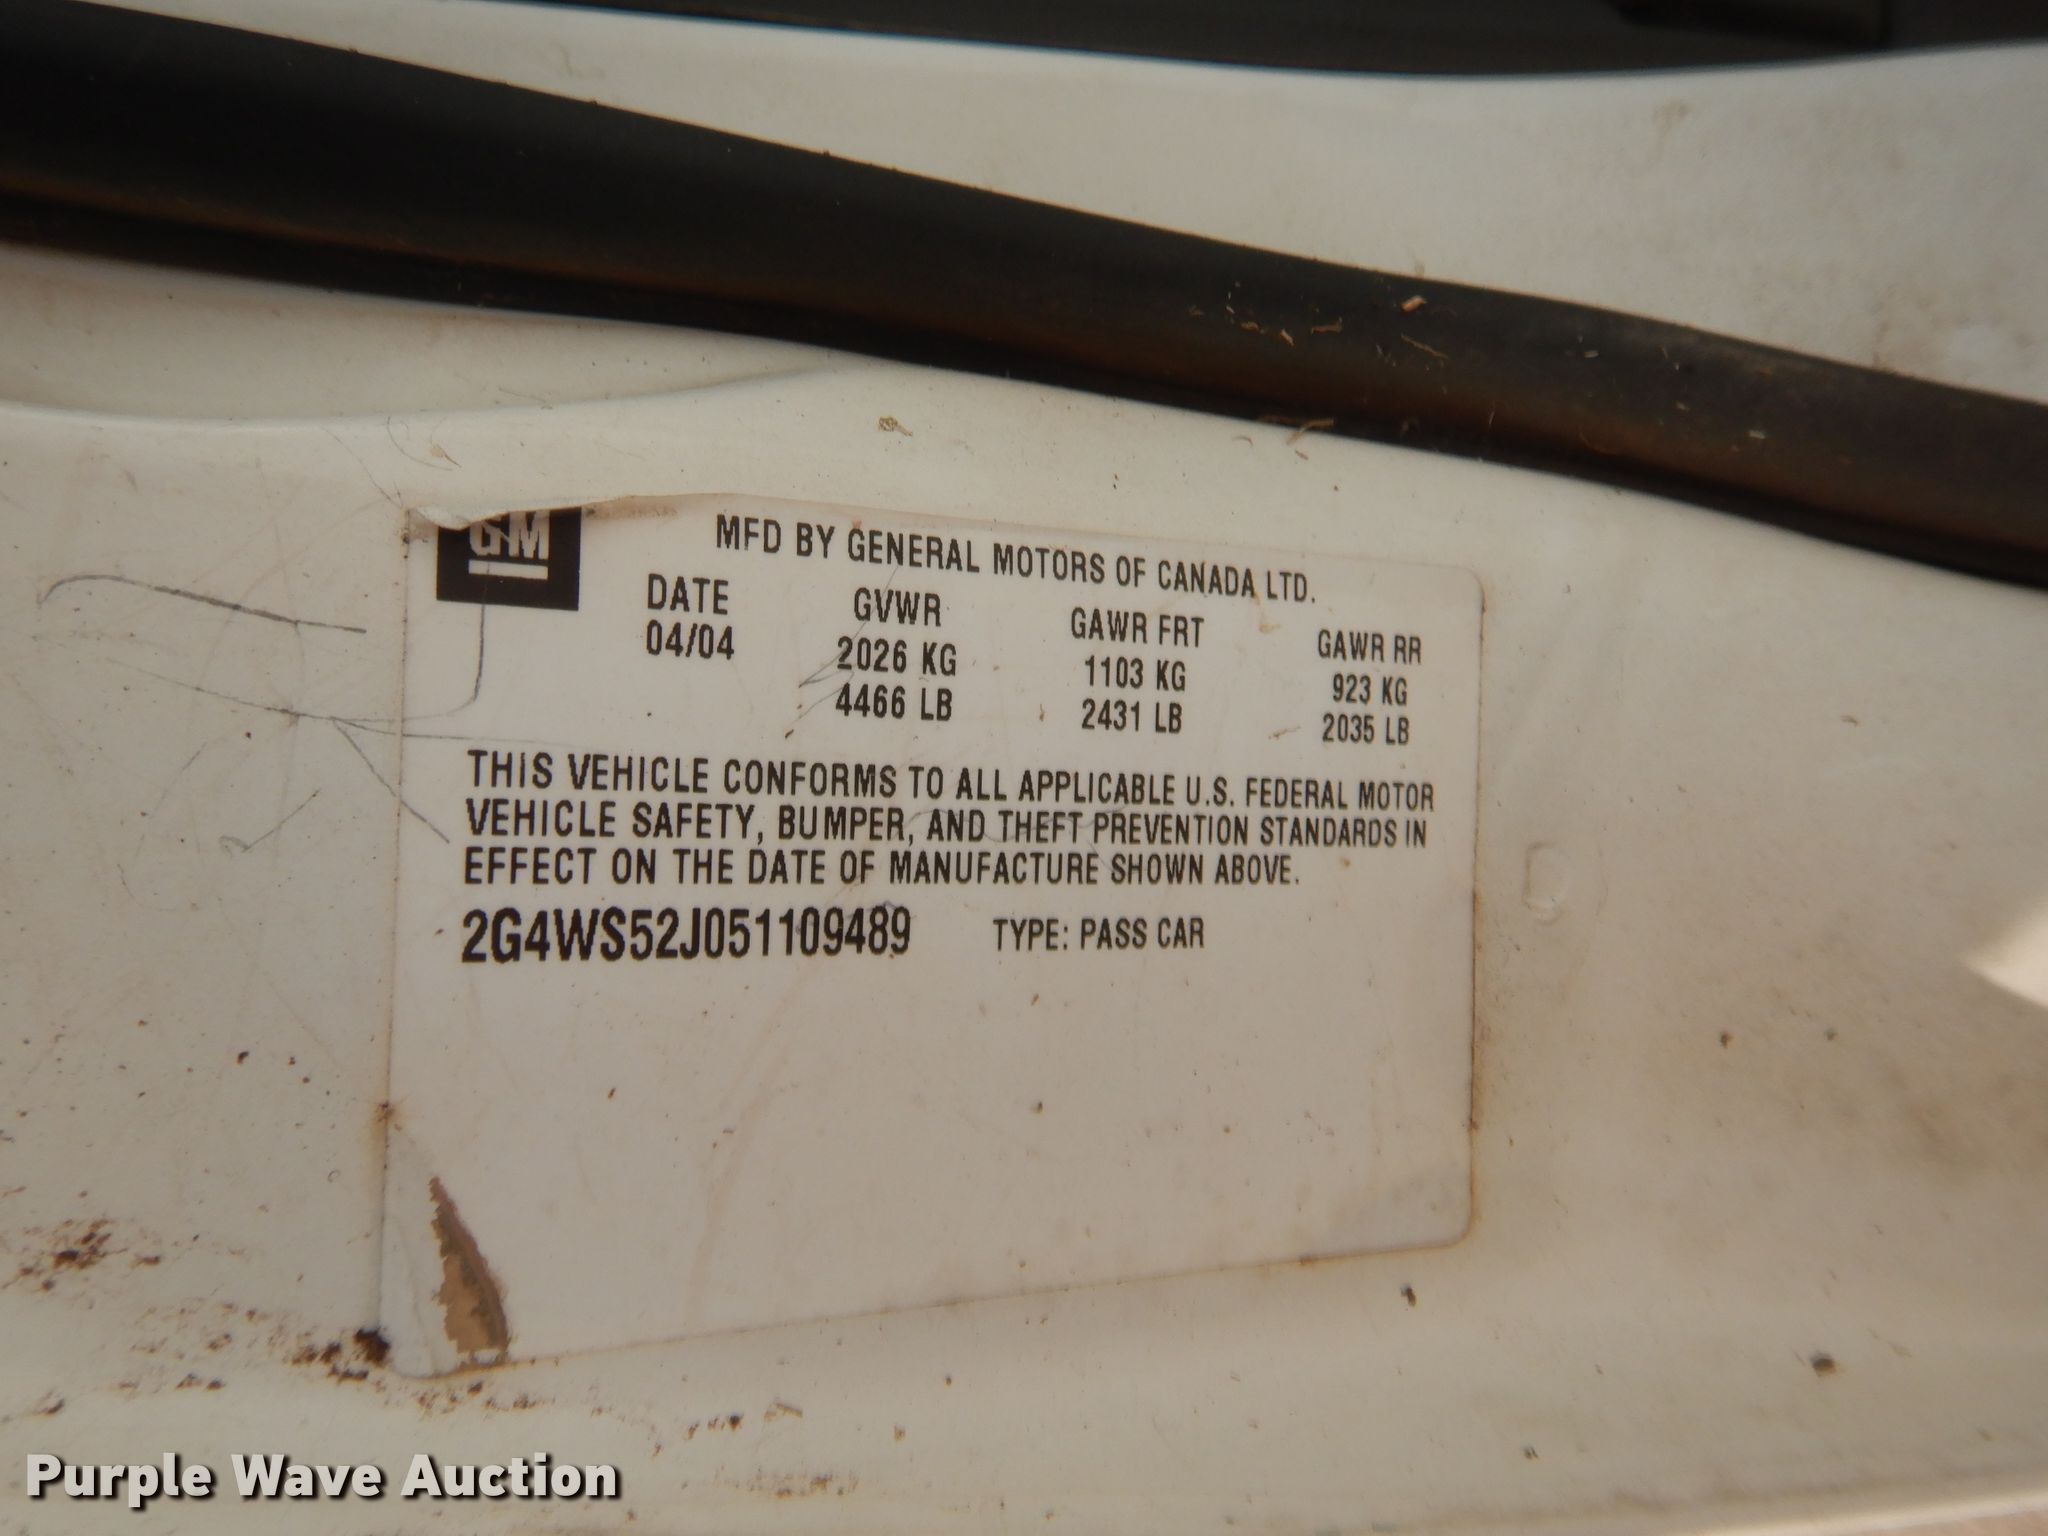 GM
MFD BY GENERAL MOTORS OF CANADA LTD.
DATE GVWR GAWR FRT GAWR RR
04/04 2026 KG 1103 KG 923 KG
4466 LB 2431 LB 2035 LB
THIS VEHICLE CONFORMS TO ALL APPLICABLE U.S. FEDERAL MOTOR
VEHICLE SAFETY, BUMPER, AND THEFT PREVENTION STANDARDS IN
EFFECT ON THE DATE OF MANUFACTURE SHOWN ABOVE.
2G4WS52J051109489 TYPE: PASS CAR
Purple Wave Auction